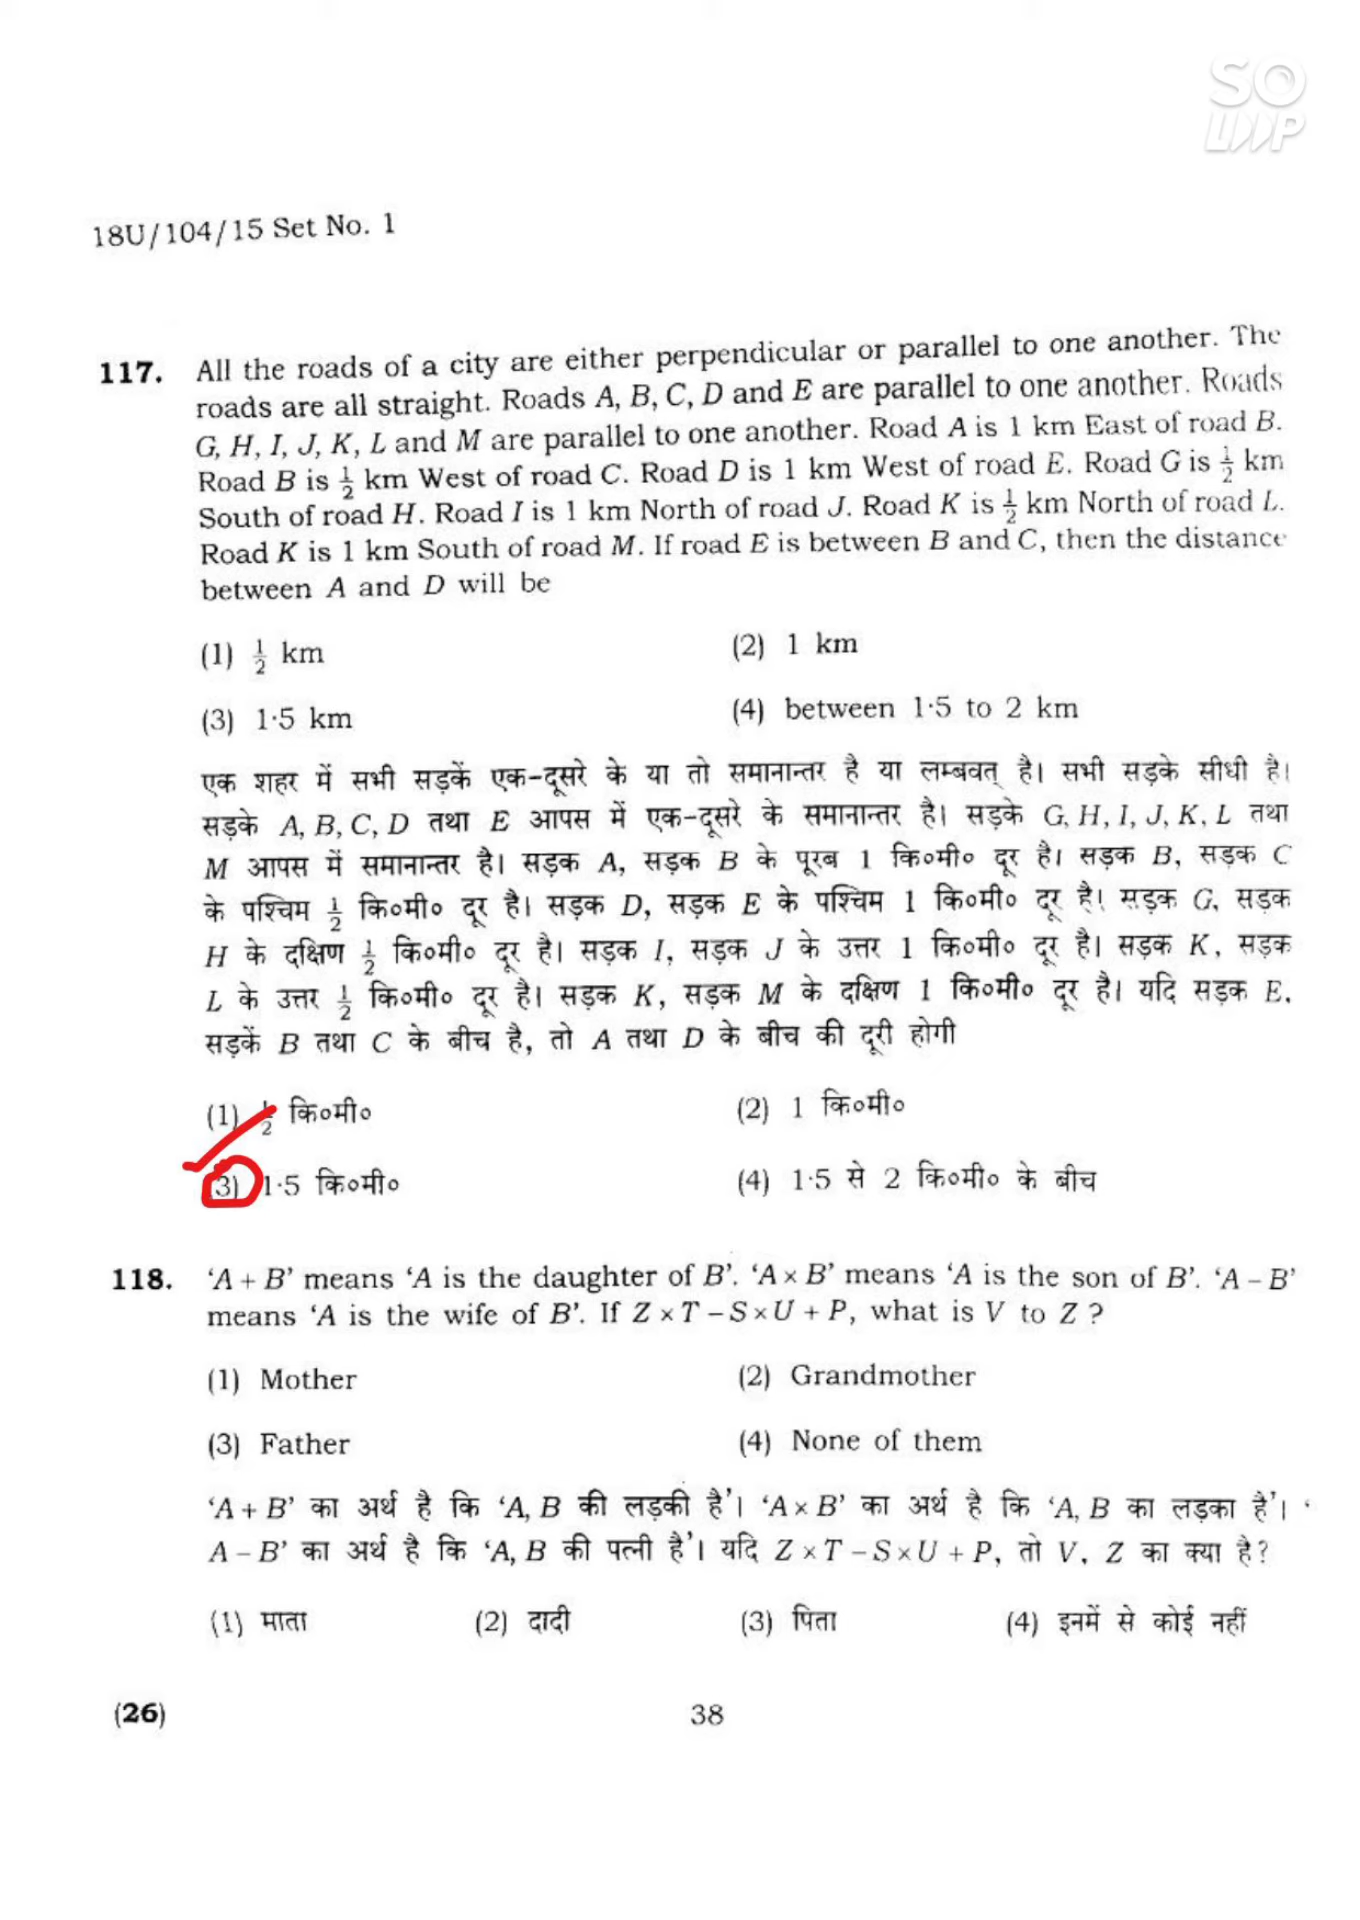 SO
LOOP
18U/104/15 Set No. 1
117. All the roads of a city are either perpendicular or parallel to one another. The
roads are all straight. Roads A, B, C, D and E are parallel to one another. Roads
G, H, I, J, K, L and M are parallel to one another. Road A is 1 km East of road B.
Road B is 1/2 km West of road C. Road D is 1 km West of road E. Road G is 1/2 km
South of road H. Road I is 1 km North of road J. Road K is 1/2 km North of road L.
Road K is 1 km South of road M. If road E is between B and C, then the distance
between A and D will be
(1) 1/2 km (2) 1 km
(3) 1·5 km (4) between 1·5 to 2 km
एक शहर में सभी सड़कें एक-दूसरे के या तो समानान्तर है या लम्बवत् है। सभी सड़के सीधी है।
सड़के A, B, C, D तथा E आपस में एक-दूसरे के समानान्तर है। सड़के G, H, I, J, K, L तथा
M आपस में समानान्तर है। सड़क A, सड़क B के पूरब 1 कि०मी० दूर है। सड़क B, सड़क C
के पश्चिम 1/2 कि०मी० दूर है। सड़क D, सड़क E के पश्चिम 1 कि०मी० दूर है। सड़क G, सड़क
H के दक्षिण 1/2 कि०मी० दूर है। सड़क I, सड़क J के उत्तर 1 कि०मी० दूर है। सड़क K, सड़क
L के उत्तर 1/2 कि०मी० दूर है। सड़क K, सड़क M के दक्षिण 1 कि०मी० दूर है। यदि सड़क E,
सड़कें B तथा C के बीच है, तो A तथा D के बीच की दूरी होगी
(1) 1/2 कि०मी० (2) 1 कि०मी०
(3) 1·5 कि०मी० (4) 1·5 से 2 कि०मी० के बीच
118. ‘A + B’ means ‘A is the daughter of B’. ‘A × B’ means ‘A is the son of B’. ‘A – B’
means ‘A is the wife of B’. If Z × T – S × U + P, what is V to Z ?
(1) Mother (2) Grandmother
(3) Father (4) None of them
‘A + B’ का अर्थ है कि ‘A, B की लड़की है’। ‘A × B’ का अर्थ है कि ‘A, B का लड़का है’। ‘
A – B’ का अर्थ है कि ‘A, B की पत्नी है’। यदि Z × T – S × U + P, तो V, Z का क्या है?
(1) माता (2) दादी (3) पिता (4) इनमें से कोई नहीं
(26) 38